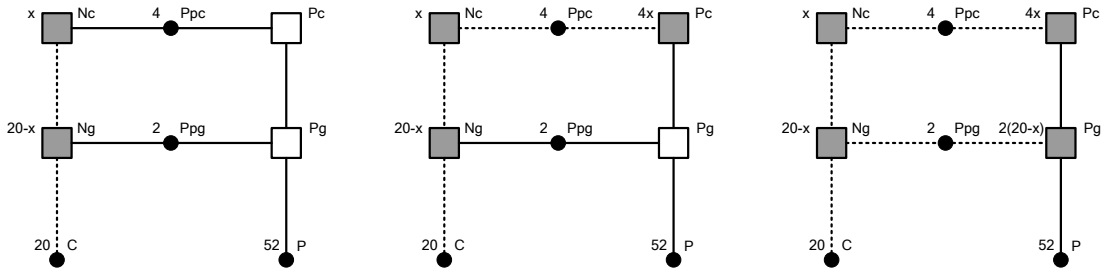 x Nc 4 Ppc Pc
20-x Ng 2 Ppg Pg
20 C 52 P
x Nc 4 Ppc 4x Pc
20-x Ng 2 Ppg Pg
20 C 52 P
x Nc 4 Ppc 4x Pc
20-x Ng 2 Ppg 2(20-x) Pg
20 C 52 P